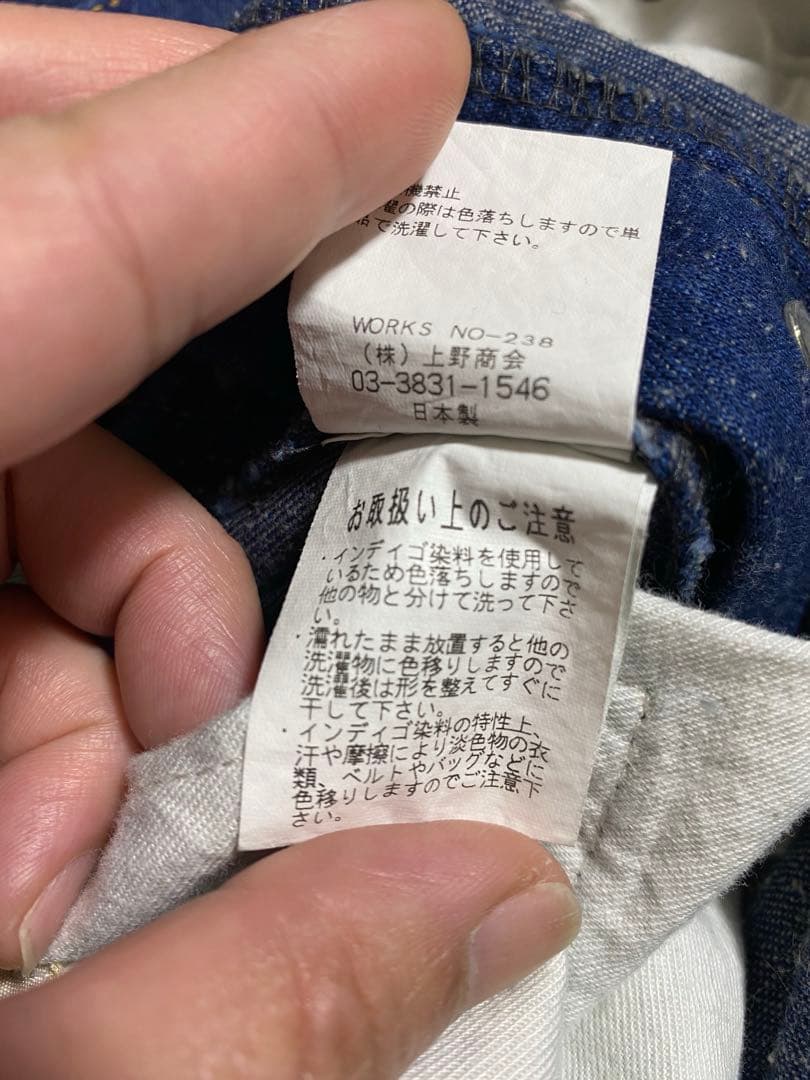 機禁止
濯の際は色落ちしますので単
品で洗濯して下さい。
WORKS NO-238
(株)上野商会
03-3831-1546
日本製
お取扱い上のご注意
・インディゴ染料を使用して
いるため色落ちしますので
他の物と分けて洗って下さ
い。
・濡れたまま放置すると他の
洗濯物に色移りしますので
洗濯後は形を整えてすぐに
干して下さい。
・インディゴ染料の特性上、
汗や摩擦により淡色物の衣
類、ベルトやバッグなどに
色移りしますのでご注意下
さい。